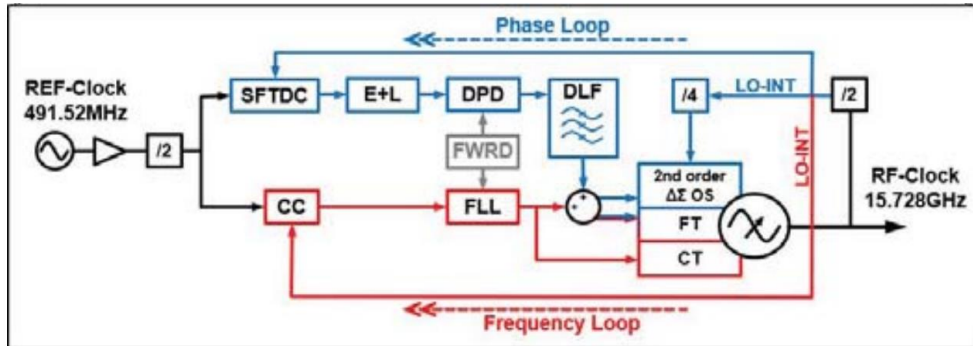 Phase Loop
REF-Clock
491.52MHz
/2
SFTDC
E+L
DPD
DLF
/4
LO-INT
/2
FWRD
LO-INT
2nd order
ΔΣ OS
RF-Clock
15.728GHz
CC
FLL
+
+
FT
CT
Frequency Loop